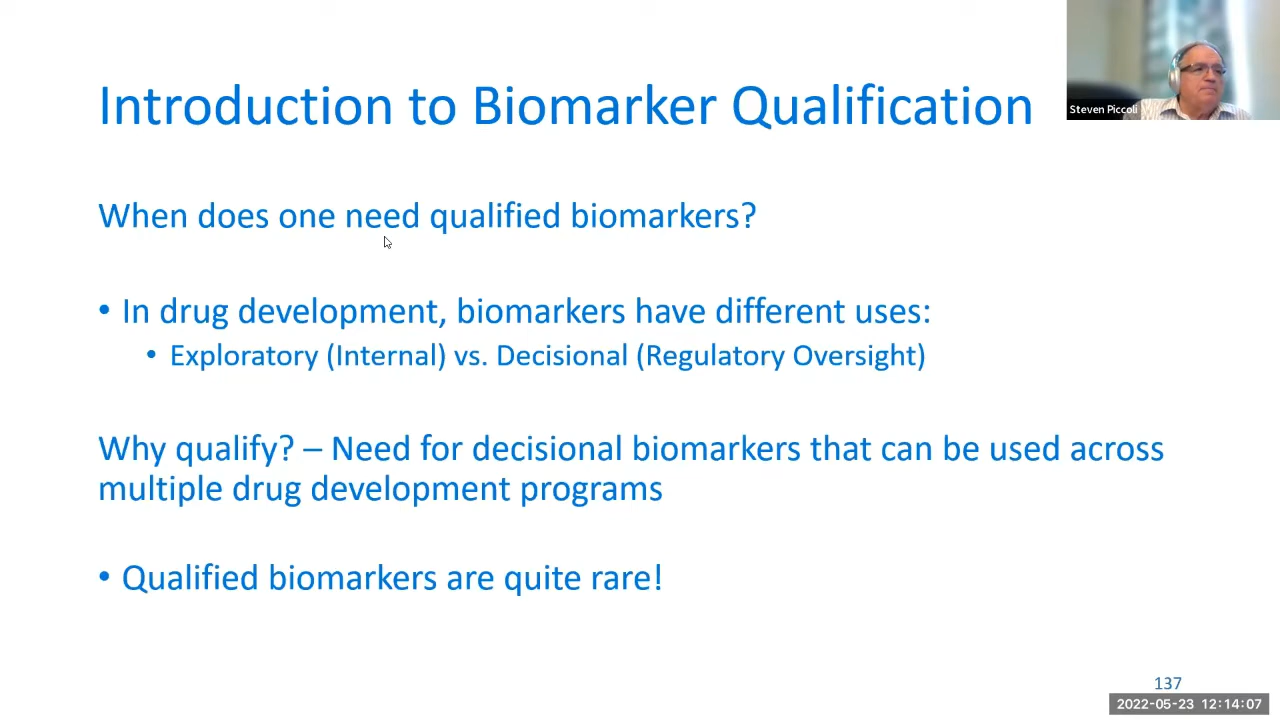 Introduction to Biomarker Qualification
Steven Piccoli
When does one need qualified biomarkers?
• In drug development, biomarkers have different uses:
• Exploratory (Internal) vs. Decisional (Regulatory Oversight)
Why qualify? – Need for decisional biomarkers that can be used across
multiple drug development programs
• Qualified biomarkers are quite rare!
137
2022-05-23 12:14:07